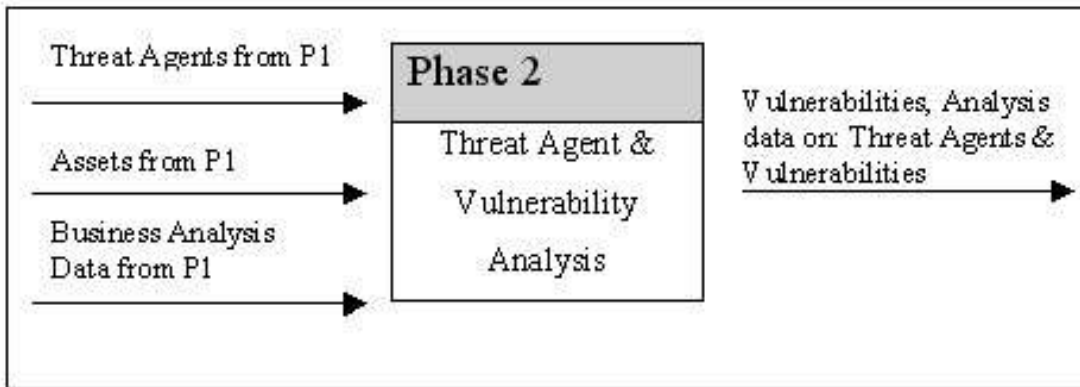 Threat Agents from P1
Assets from P1
Business Analysis
Data from P1
Phase 2
Threat Agent &
Vulnerability
Analysis
Vulnerabilities, Analysis
data on: Threat Agents &
Vulnerabilities